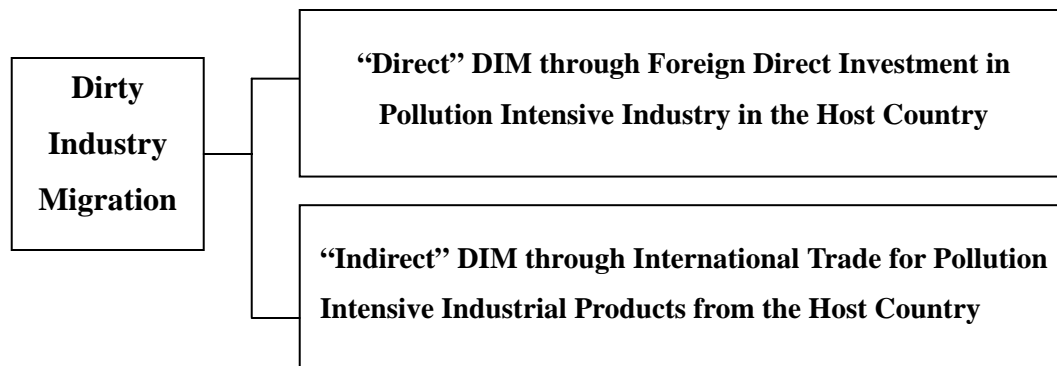 Dirty
Industry
Migration
“Direct” DIM through Foreign Direct Investment in
Pollution Intensive Industry in the Host Country
“Indirect” DIM through International Trade for Pollution
Intensive Industrial Products from the Host Country